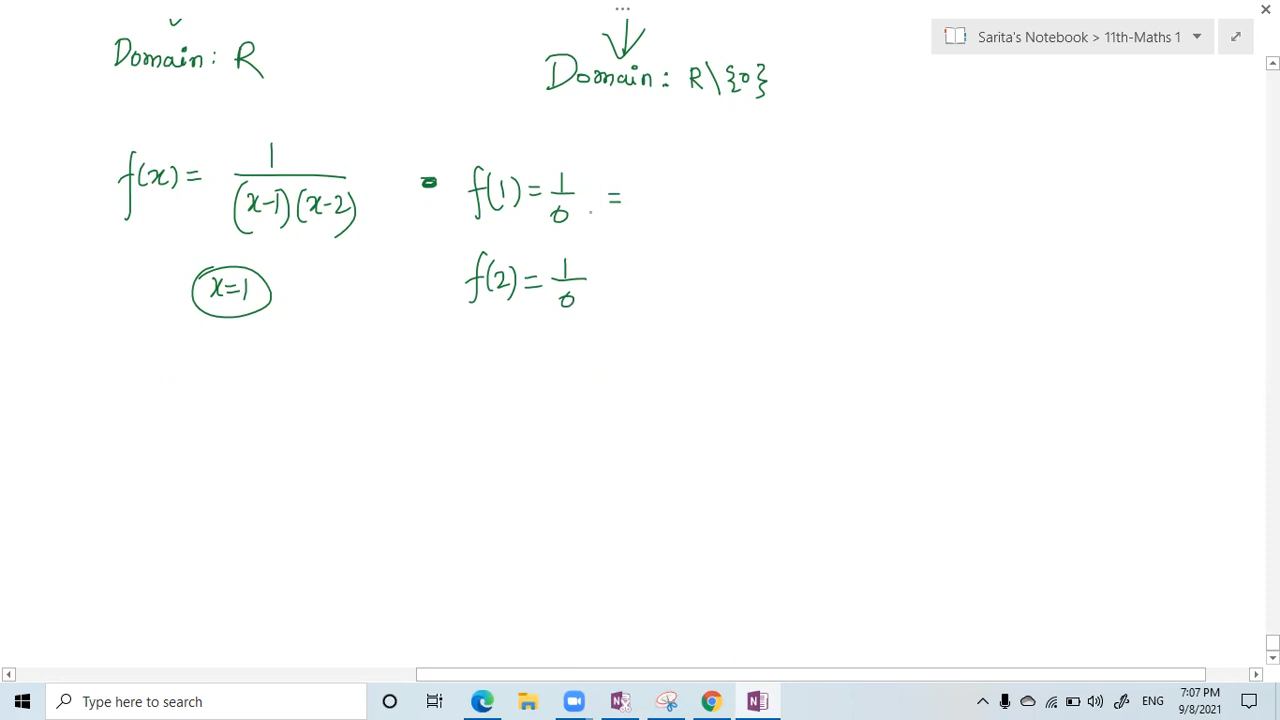 ...
Sarita's Notebook > 11th-Maths 1
Domain: R
Domain: R\{0}
f(x) = 1/((x-1)(x-2))
f(1) = 1/0 =
x=1
f(2) = 1/0
Type here to search
ENG
7:07 PM
9/8/2021